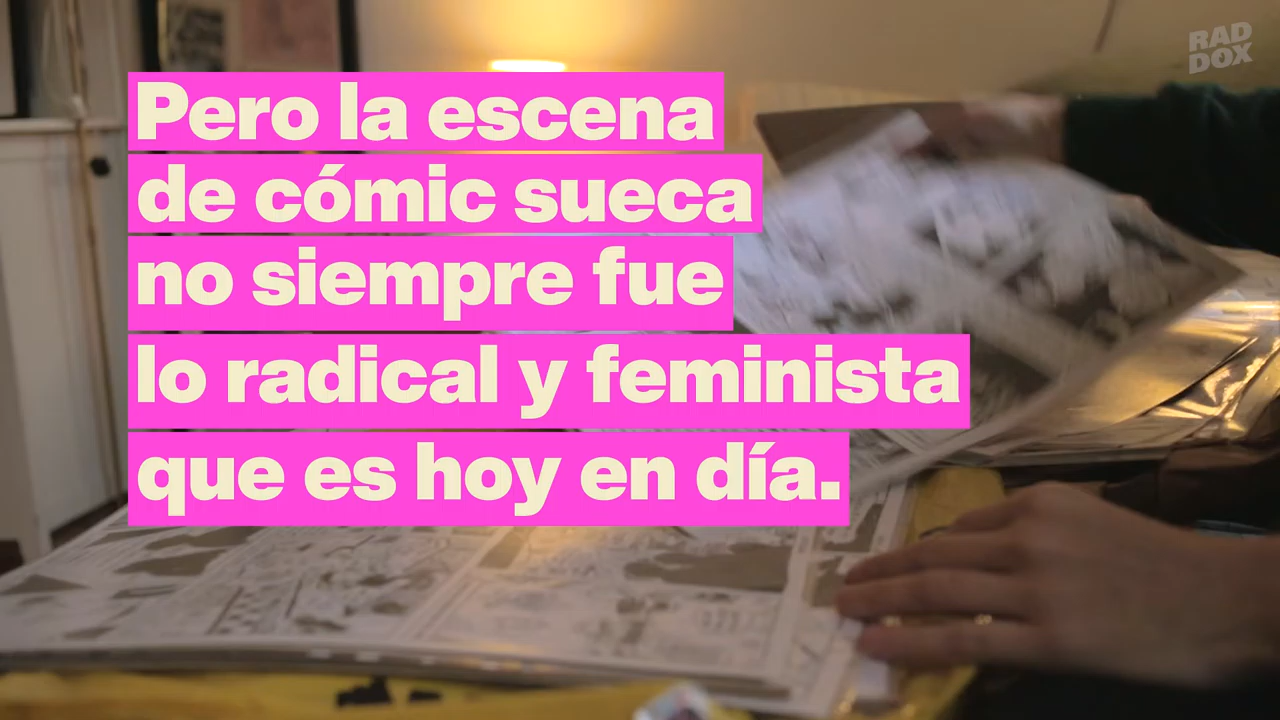 Pero la escena
de cómic sueca
no siempre fue
lo radical y feminista
que es hoy en día.
RAD
DOX